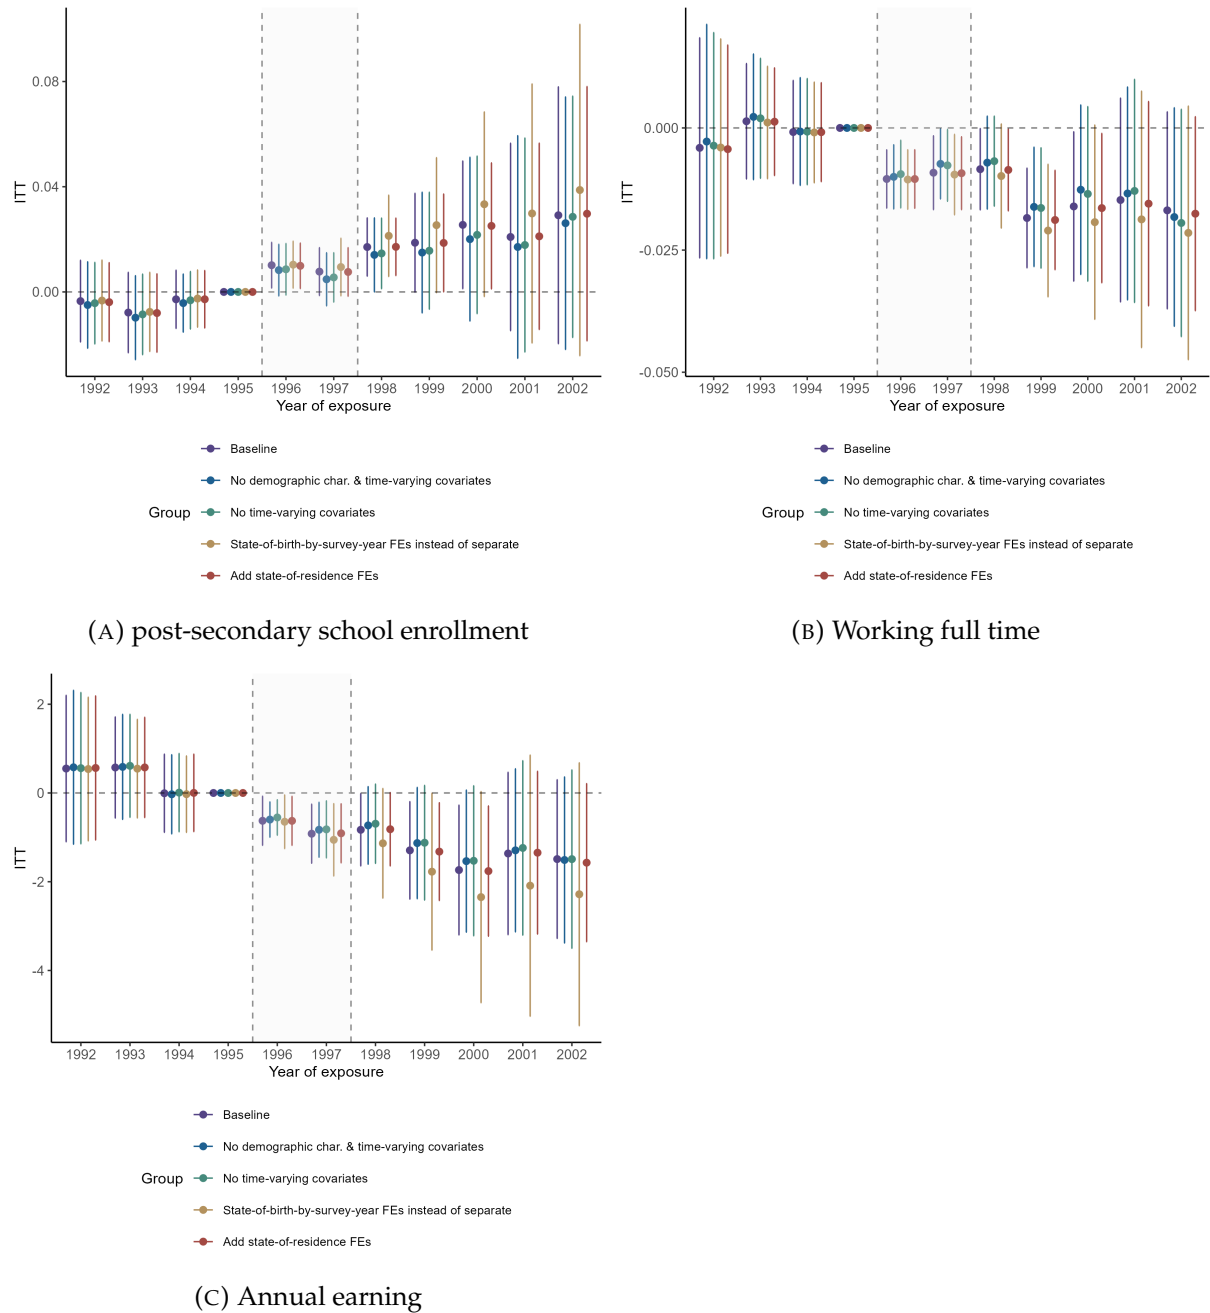 0.08
0.04
0.00
ITT
1992 1993 1994 1995 1996 1997 1998 1999 2000 2001 2002
Year of exposure
Group
Baseline
No demographic char. & time-varying covariates
No time-varying covariates
State-of-birth-by-survey-year FEs instead of separate
Add state-of-residence FEs
(A) post-secondary school enrollment
0.000
-0.025
-0.050
ITT
1992 1993 1994 1995 1996 1997 1998 1999 2000 2001 2002
Year of exposure
Group
Baseline
No demographic char. & time-varying covariates
No time-varying covariates
State-of-birth-by-survey-year FEs instead of separate
Add state-of-residence FEs
(B) Working full time
2
0
-2
-4
ITT
1992 1993 1994 1995 1996 1997 1998 1999 2000 2001 2002
Year of exposure
Group
Baseline
No demographic char. & time-varying covariates
No time-varying covariates
State-of-birth-by-survey-year FEs instead of separate
Add state-of-residence FEs
(C) Annual earning